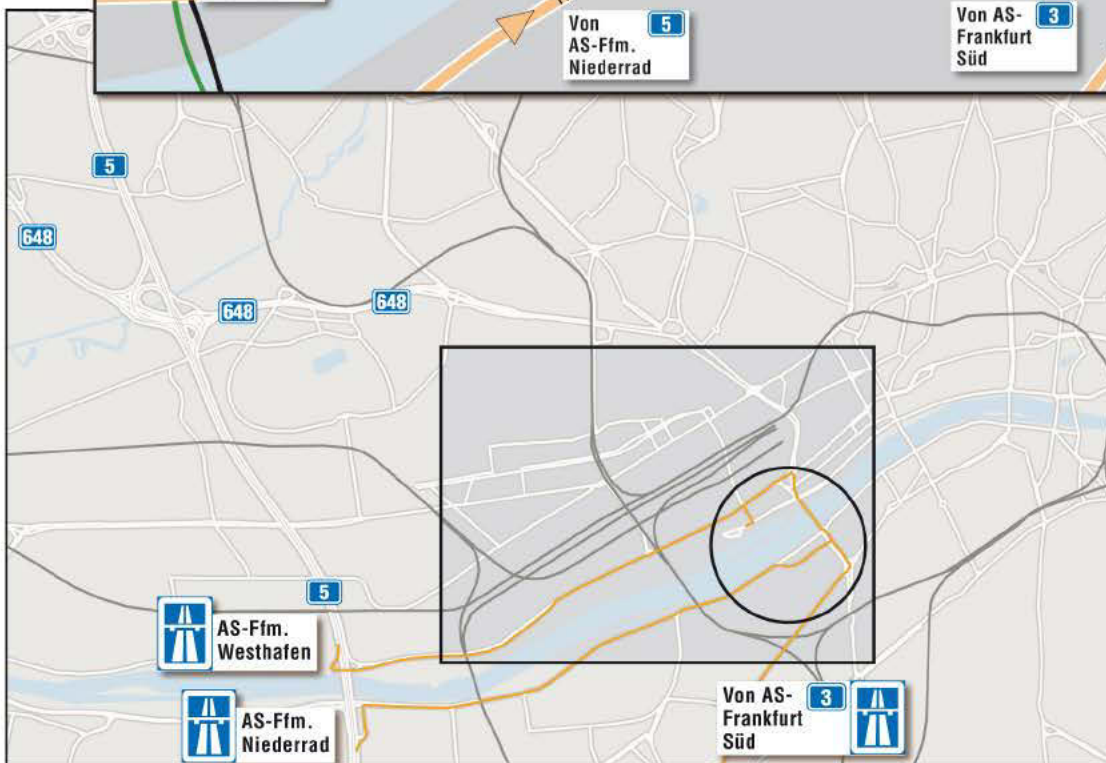 Von
AS-Ffm.
Niederrad
5
Von AS-
Frankfurt
Süd
3
5
648
648
648
5
AS-Ffm.
Westhafen
AS-Ffm.
Niederrad
Von AS-
Frankfurt
Süd
3